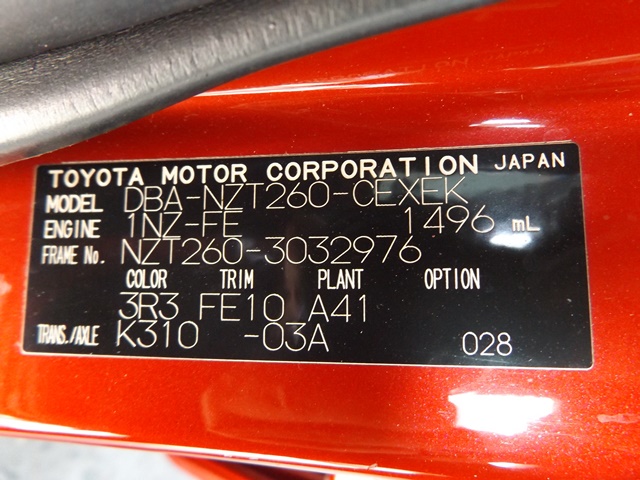 TOYOTA MOTOR CORPORATION JAPAN
MODEL DBA-NZT260-CEXEK
ENGINE 1NZ-FE 1496 mL
FRAME No. NZT260-3032976
COLOR TRIM PLANT OPTION
3R3 FE10 A41
TRANS./AXLE K310 -03A 028